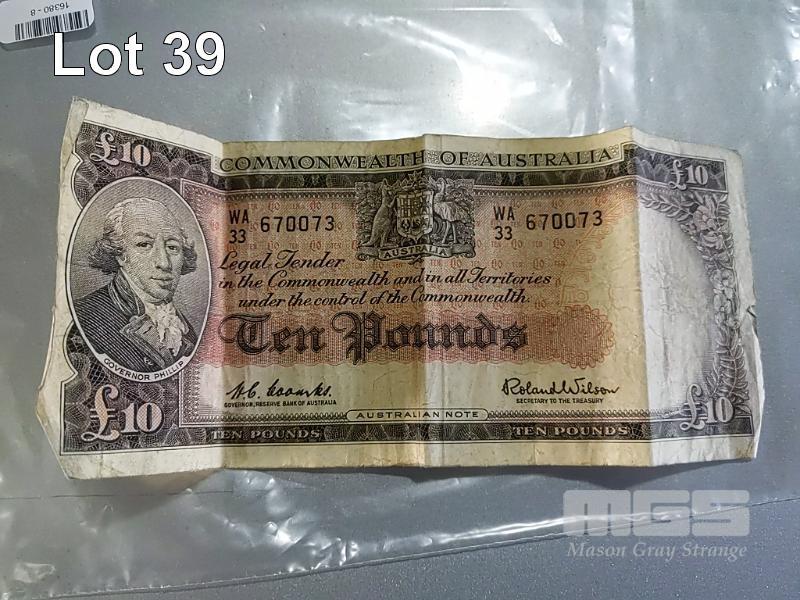 16380 - 8
Lot 39
£10
COMMONWEALTH OF AUSTRALIA
£10
WA
33 670073
WA
33 670073
AUSTRALIA
Legal Tender
in the Commonwealth and in all Territories
under the control of the Commonwealth.
Ten Pounds
GOVERNOR PHILLIP
H.C. Coombs.
GOVERNOR, RESERVE BANK OF AUSTRALIA
Roland Wilson
SECRETARY TO THE TREASURY
£10
AUSTRALIAN NOTE
£10
TEN POUNDS
TEN POUNDS
MGS
Mason Gray Strange